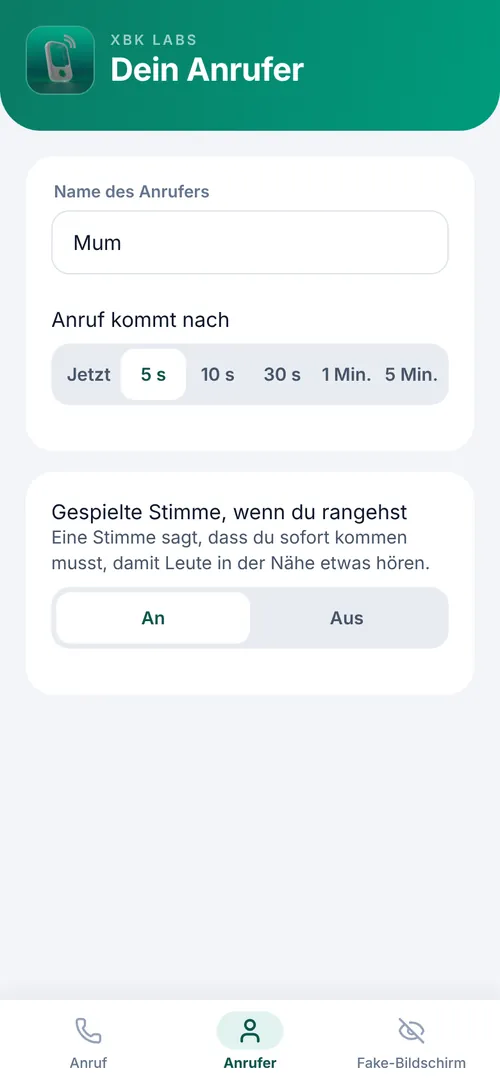 XBK LABS
Dein Anrufer
Name des Anrufers
Mum
Anruf kommt nach
Jetzt 5 s 10 s 30 s 1 Min. 5 Min.
Gespielte Stimme, wenn du rangehst
Eine Stimme sagt, dass du sofort kommen
musst, damit Leute in der Nähe etwas hören.
An Aus
Anruf Anrufer Fake-Bildschirm